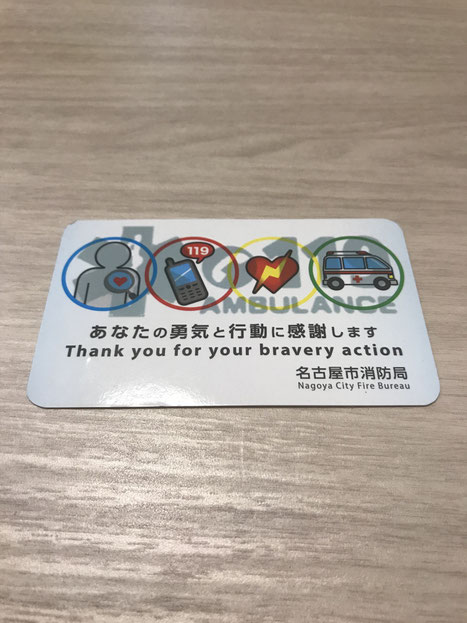 119
119
AMBULANCE
あなたの勇気と行動に感謝します
Thank you for your bravery action
名古屋市消防局
Nagoya City Fire Bureau